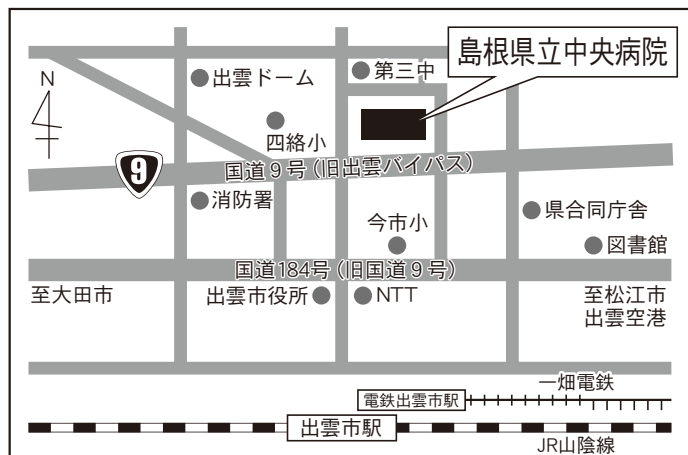 島根県立中央病院
第三中
出雲ドーム
N
四絡小
国道9号(旧出雲バイパス)
9
消防署
県合同庁舎
今市小
図書館
国道184号(旧国道9号)
至大田市
出雲市役所
NTT
至松江市
出雲空港
一畑電鉄
電鉄出雲市駅
出雲市駅
JR山陰線